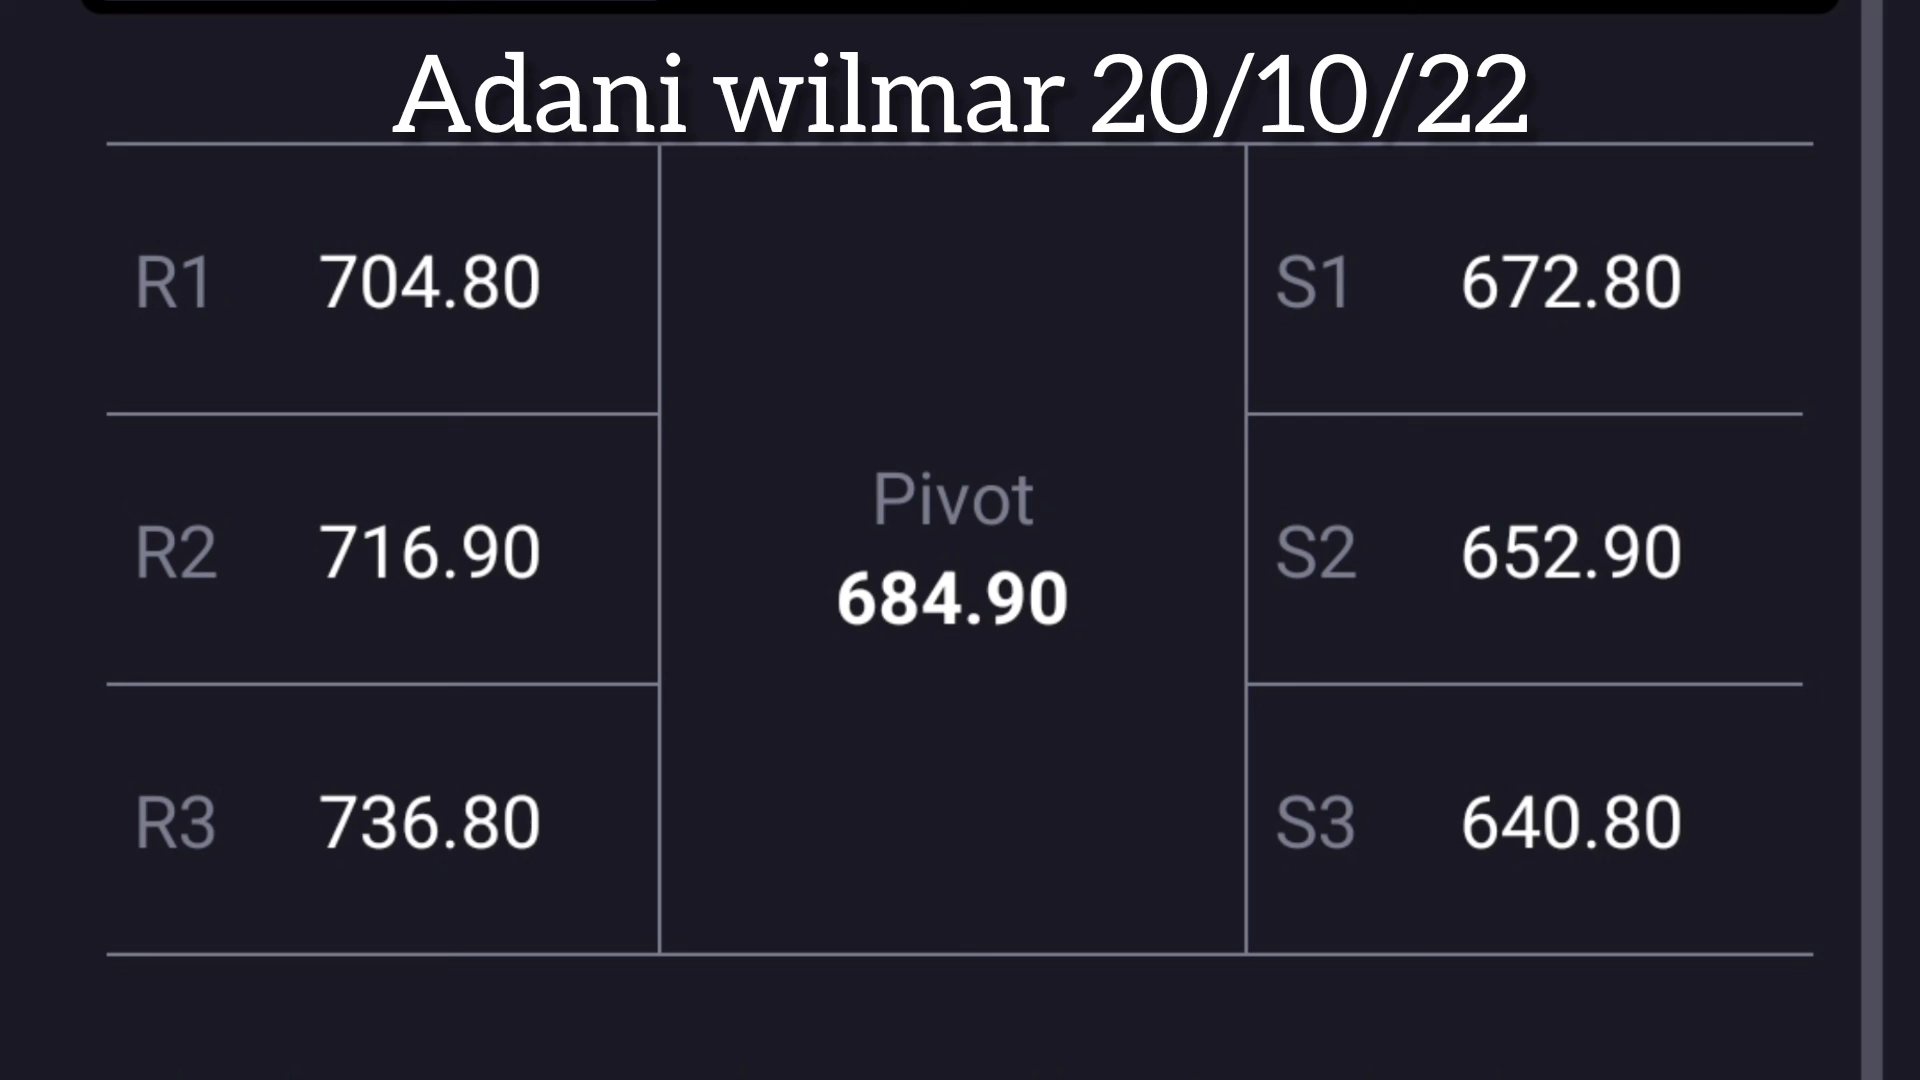 Adani wilmar 20/10/22
R1 704.80
R2 716.90
R3 736.80
Pivot
684.90
S1 672.80
S2 652.90
S3 640.80